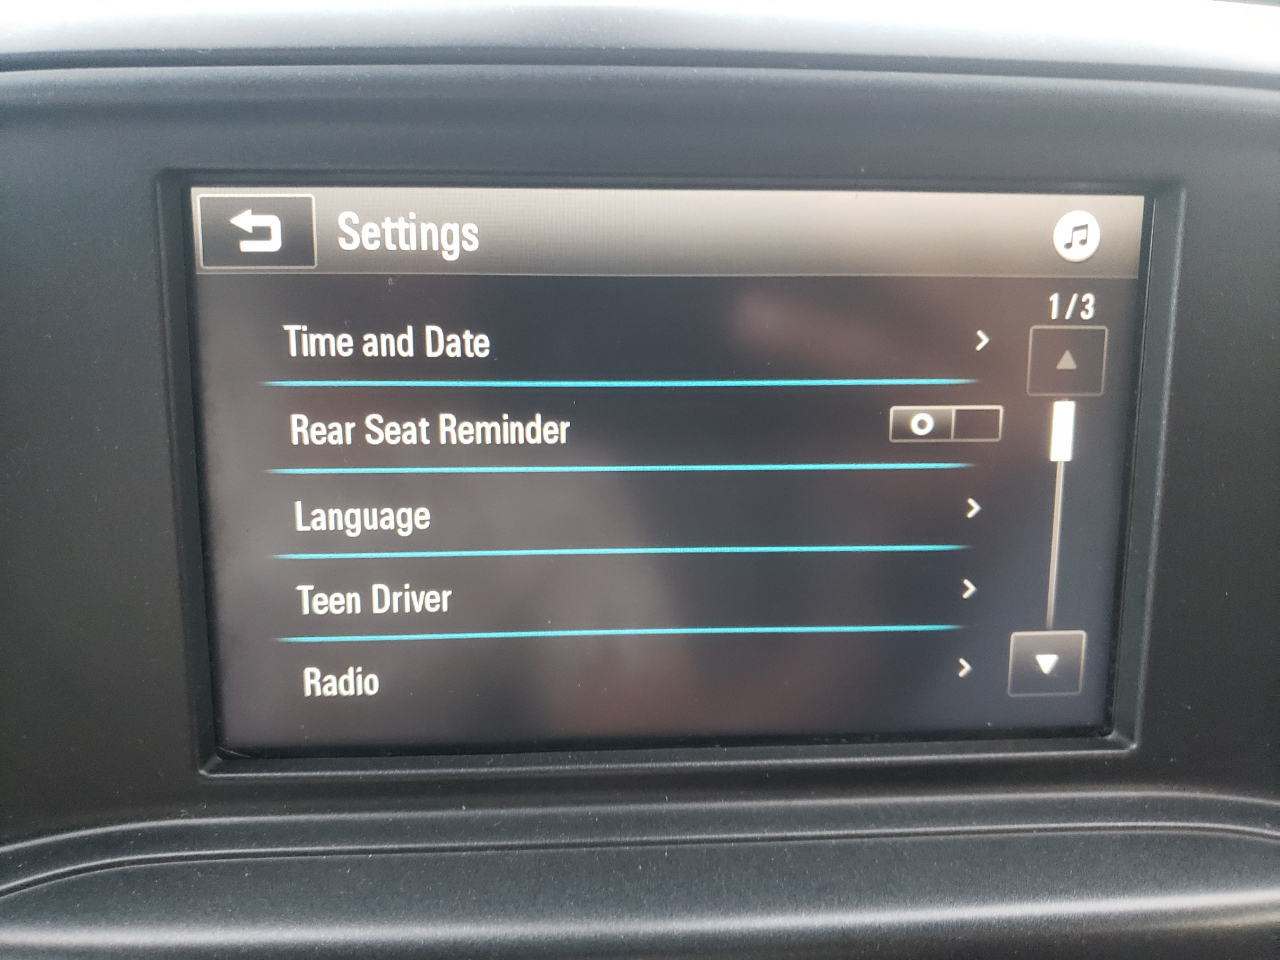 Settings
1/3
Time and Date
Rear Seat Reminder
Language
Teen Driver
Radio